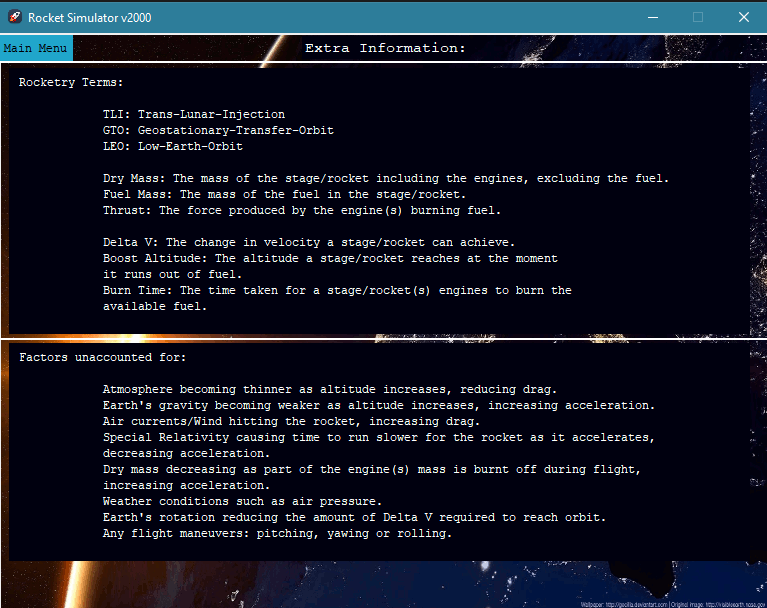 Rocket Simulator v2000
Main Menu
Extra Information:
Rocketry Terms:
TLI: Trans-Lunar-Injection
GTO: Geostationary-Transfer-Orbit
LEO: Low-Earth-Orbit
Dry Mass: The mass of the stage/rocket including the engines, excluding the fuel.
Fuel Mass: The mass of the fuel in the stage/rocket.
Thrust: The force produced by the engine(s) burning fuel.
Delta V: The change in velocity a stage/rocket can achieve.
Boost Altitude: The altitude a stage/rocket reaches at the moment
it runs out of fuel.
Burn Time: The time taken for a stage/rocket(s) engines to burn the
available fuel.
Factors unaccounted for:
Atmosphere becoming thinner as altitude increases, reducing drag.
Earth's gravity becoming weaker as altitude increases, increasing acceleration.
Air currents/Wind hitting the rocket, increasing drag.
Special Relativity causing time to run slower for the rocket as it accelerates,
decreasing acceleration.
Dry mass decreasing as part of the engine(s) mass is burnt off during flight,
increasing acceleration.
Weather conditions such as air pressure.
Earth's rotation reducing the amount of Delta V required to reach orbit.
Any flight maneuvers: pitching, yawing or rolling.
Wallpaper: http://gocilla.deviantart.com | Original image: http://visibleearth.nasa.gov